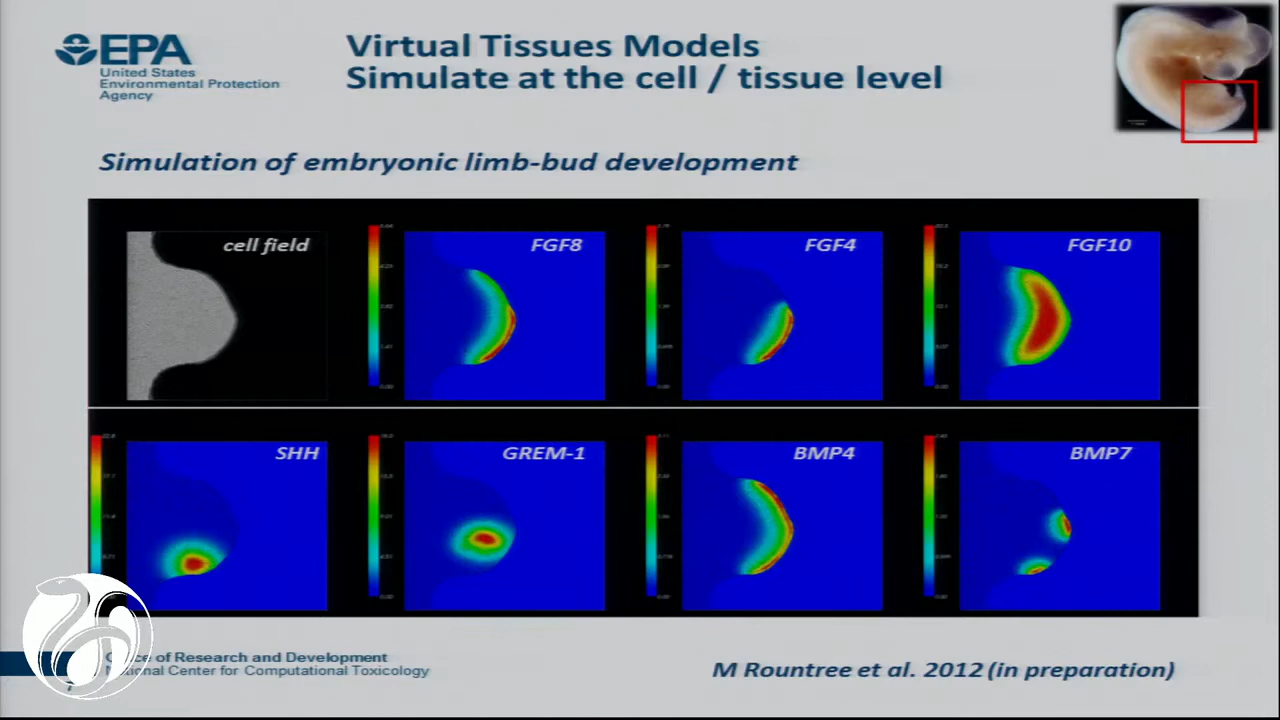 EPA
United States
Environmental Protection
Agency
Virtual Tissues Models
Simulate at the cell / tissue level
Simulation of embryonic limb-bud development
cell field
FGF8
FGF4
FGF10
SHH
GREM-1
BMP4
BMP7
of Research and Development
Center for Computational Toxicology
M Rountree et al. 2012 (in preparation)